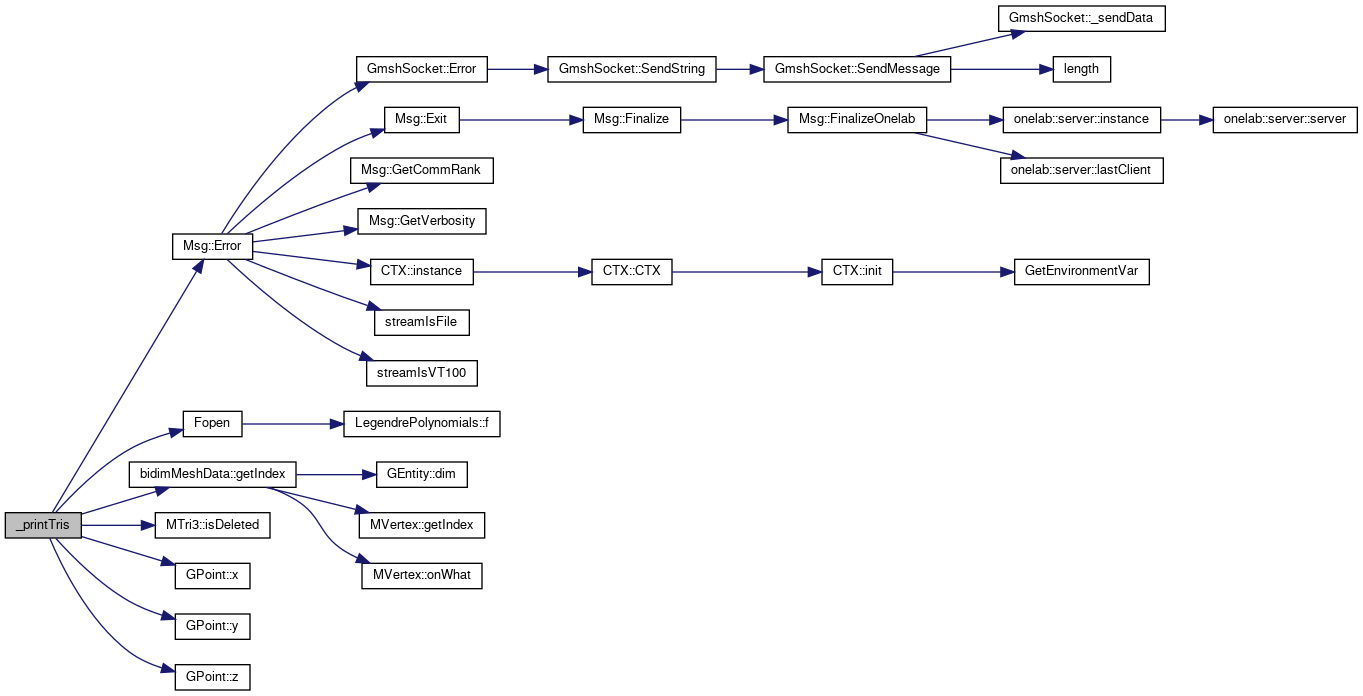 GmshSocket::_sendData
GmshSocket::Error
GmshSocket::SendString
GmshSocket::SendMessage
length
Msg::Exit
Msg::Finalize
Msg::FinalizeOnelab
onelab::server::instance
onelab::server::server
Msg::GetCommRank
onelab::server::lastClient
Msg::GetVerbosity
Msg::Error
CTX::instance
CTX::CTX
CTX::init
GetEnvironmentVar
streamIsFile
streamIsVT100
Fopen
LegendrePolynomials::f
bidimMeshData::getIndex
GEntity::dim
_printTris
MTri3::isDeleted
MVertex::getIndex
GPoint::x
MVertex::onWhat
GPoint::y
GPoint::z